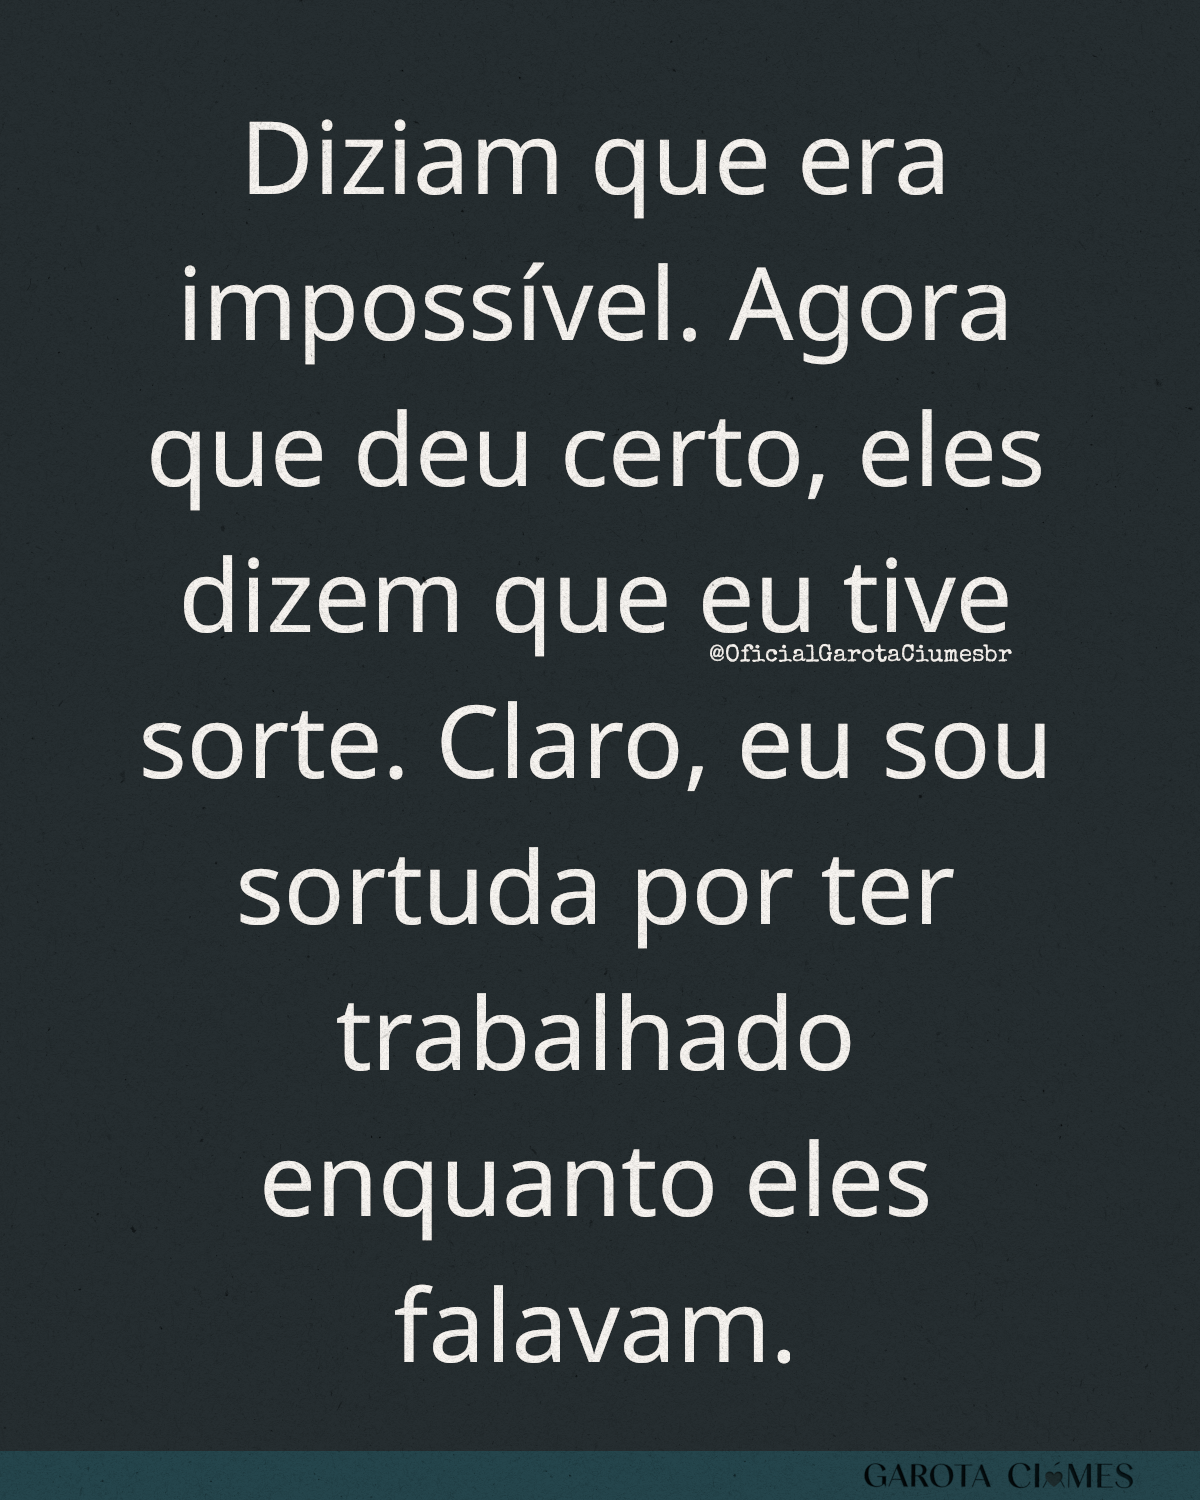 Diziam que era
impossível. Agora
que deu certo, eles
dizem que eu tive
@OficialGarotaCiumesbr
sorte. Claro, eu sou
sortuda por ter
trabalhado
enquanto eles
falavam.
GAROTA CIÚMES